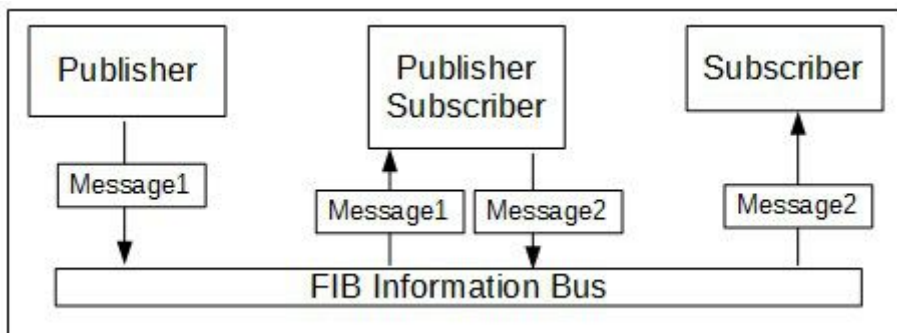 Publisher
Publisher
Subscriber
Subscriber
Message1
Message1
Message2
Message2
FIB Information Bus